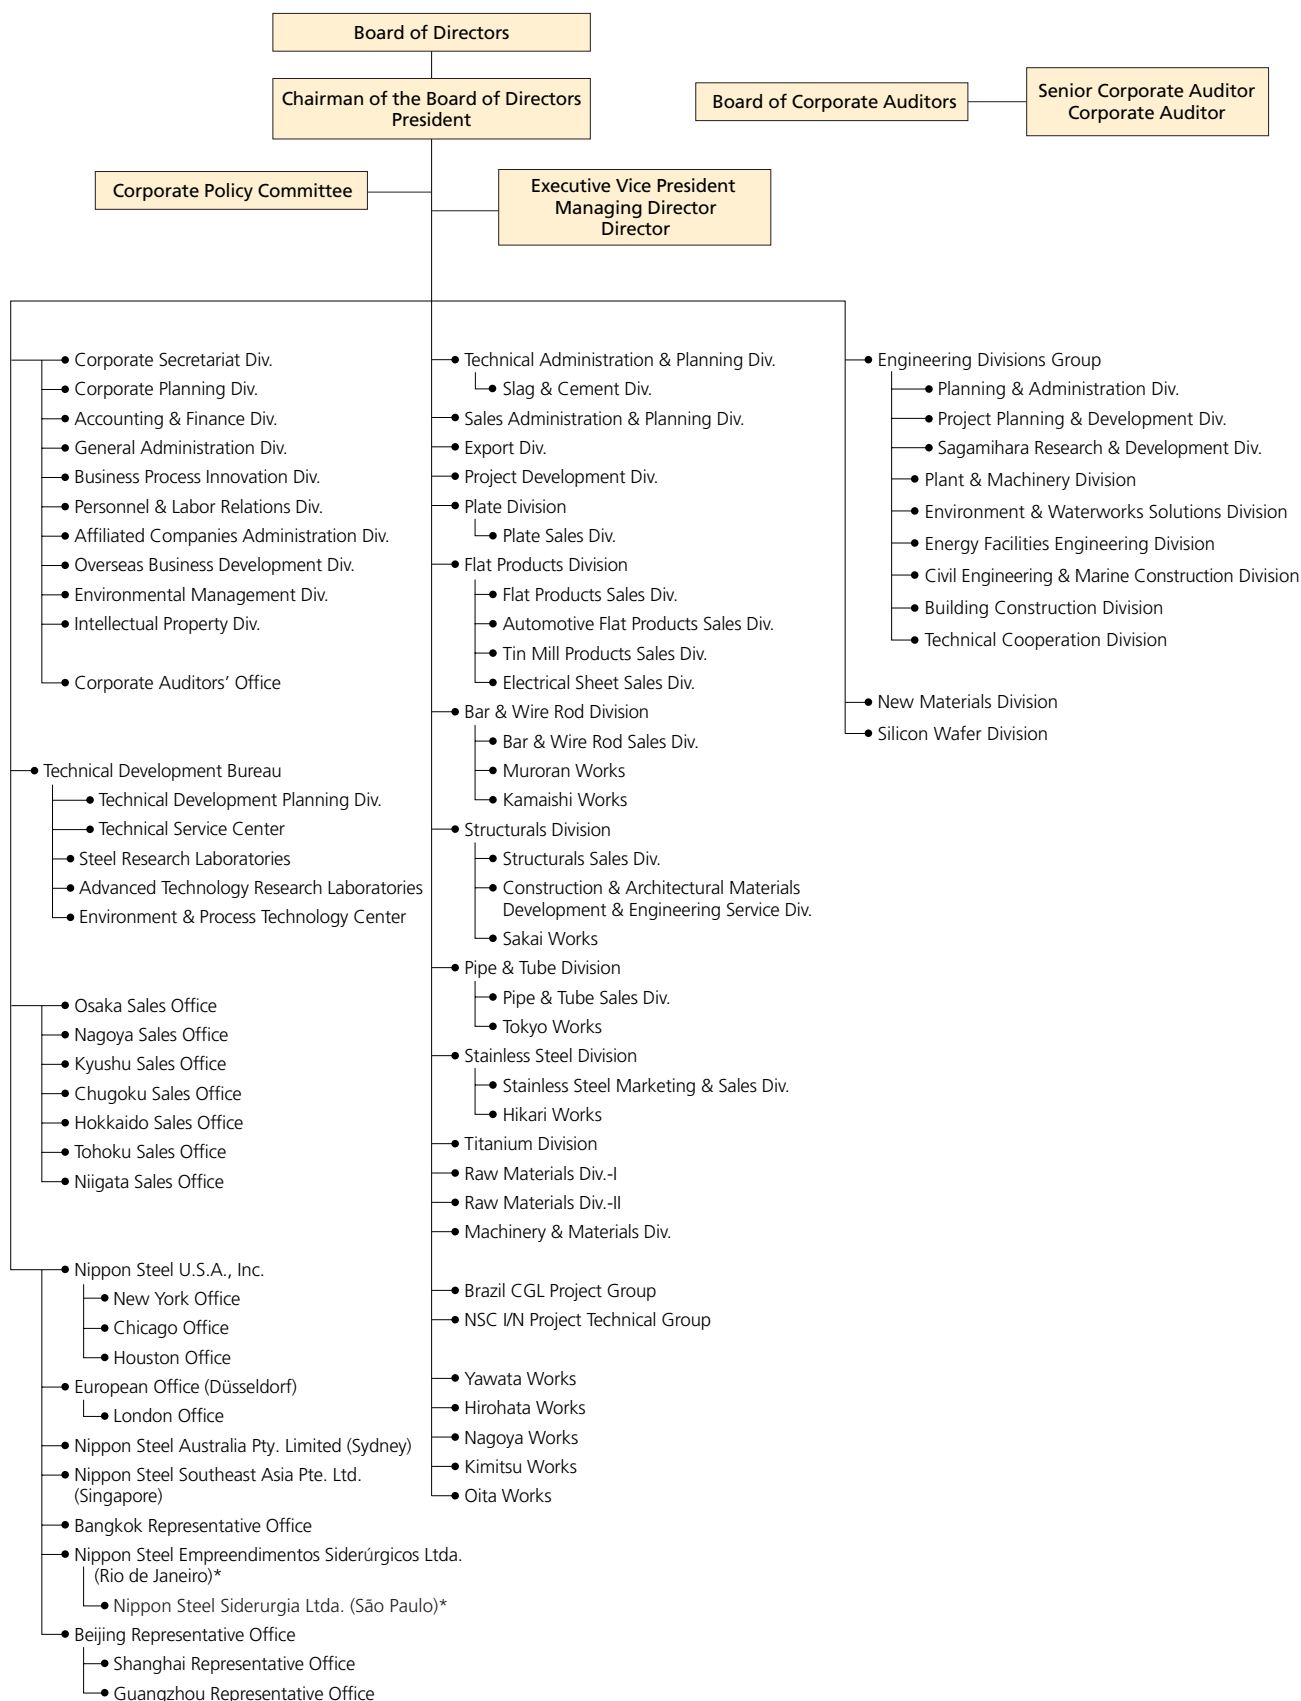 Board of Directors
Chairman of the Board of Directors
President
Board of Corporate Auditors
Senior Corporate Auditor
Corporate Auditor
Corporate Policy Committee
Executive Vice President
Managing Director
Director
Corporate Secretariat Div.
Corporate Planning Div.
Accounting & Finance Div.
General Administration Div.
Business Process Innovation Div.
Personnel & Labor Relations Div.
Affiliated Companies Administration Div.
Overseas Business Development Div.
Environmental Management Div.
Intellectual Property Div.
Corporate Auditors’ Office
Technical Development Bureau
Technical Development Planning Div.
Technical Service Center
Steel Research Laboratories
Advanced Technology Research Laboratories
Environment & Process Technology Center
Osaka Sales Office
Nagoya Sales Office
Kyushu Sales Office
Chugoku Sales Office
Hokkaido Sales Office
Tohoku Sales Office
Niigata Sales Office
Nippon Steel U.S.A., Inc.
New York Office
Chicago Office
Houston Office
European Office (Düsseldorf)
London Office
Nippon Steel Australia Pty. Limited (Sydney)
Nippon Steel Southeast Asia Pte. Ltd.
(Singapore)
Bangkok Representative Office
Nippon Steel Empreendimentos Siderúrgicos Ltda.
(Rio de Janeiro)*
Nippon Steel Siderurgia Ltda. (São Paulo)*
Beijing Representative Office
Shanghai Representative Office
Guangzhou Representative Office
Technical Administration & Planning Div.
Slag & Cement Div.
Sales Administration & Planning Div.
Export Div.
Project Development Div.
Plate Division
Plate Sales Div.
Flat Products Division
Flat Products Sales Div.
Automotive Flat Products Sales Div.
Tin Mill Products Sales Div.
Electrical Sheet Sales Div.
Bar & Wire Rod Division
Bar & Wire Rod Sales Div.
Muroran Works
Kamaishi Works
Structurals Division
Structurals Sales Div.
Construction & Architectural Materials
Development & Engineering Service Div.
Sakai Works
Pipe & Tube Division
Pipe & Tube Sales Div.
Tokyo Works
Stainless Steel Division
Stainless Steel Marketing & Sales Div.
Hikari Works
Titanium Division
Raw Materials Div.-I
Raw Materials Div.-II
Machinery & Materials Div.
Brazil CGL Project Group
NSC I/N Project Technical Group
Yawata Works
Hirohata Works
Nagoya Works
Kimitsu Works
Oita Works
Engineering Divisions Group
Planning & Administration Div.
Project Planning & Development Div.
Sagamihara Research & Development Div.
Plant & Machinery Division
Environment & Waterworks Solutions Division
Energy Facilities Engineering Division
Civil Engineering & Marine Construction Division
Building Construction Division
Technical Cooperation Division
New Materials Division
Silicon Wafer Division